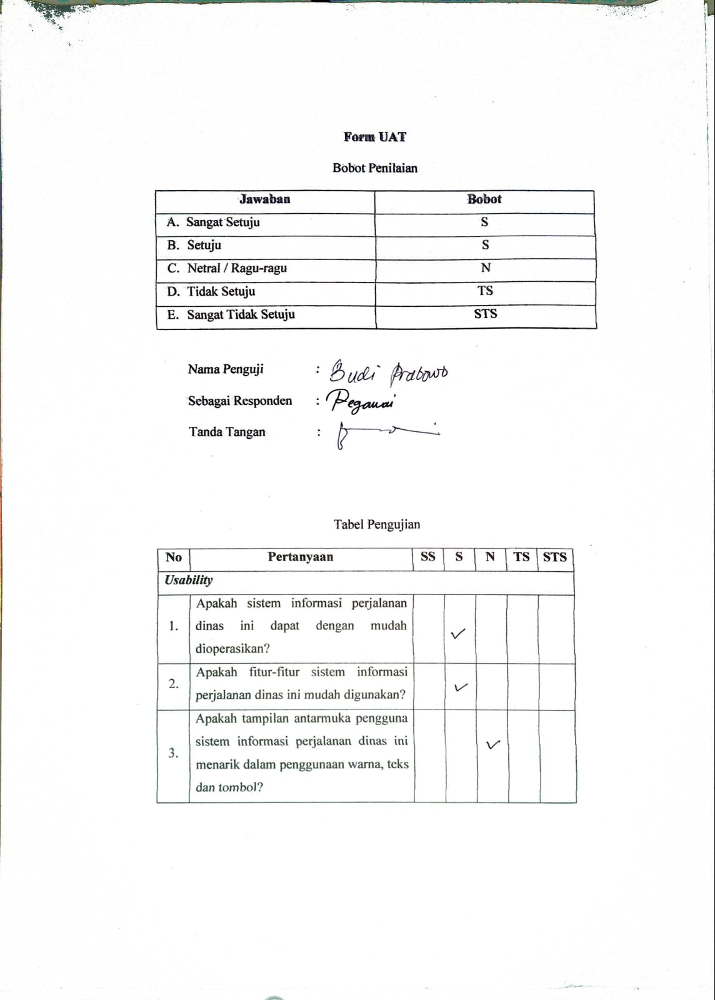 Form UAT
Bobot Penilaian
Jawaban Bobot
A. Sangat Setuju S
B. Setuju S
C. Netral / Ragu-ragu N
D. Tidak Setuju TS
E. Sangat Tidak Setuju STS
Nama Penguji : Budi Prabowo
Sebagai Responden : Pegawai
Tanda Tangan :
Tabel Pengujian
No Pertanyaan SS S N TS STS
Usability
Apakah sistem informasi perjalanan
1. dinas ini dapat dengan mudah ✓
dioperasikan?
Apakah fitur-fitur sistem informasi
2. perjalanan dinas ini mudah digunakan? ✓
Apakah tampilan antarmuka pengguna
3. sistem informasi perjalanan dinas ini ✓
menarik dalam penggunaan warna, teks
dan tombol?